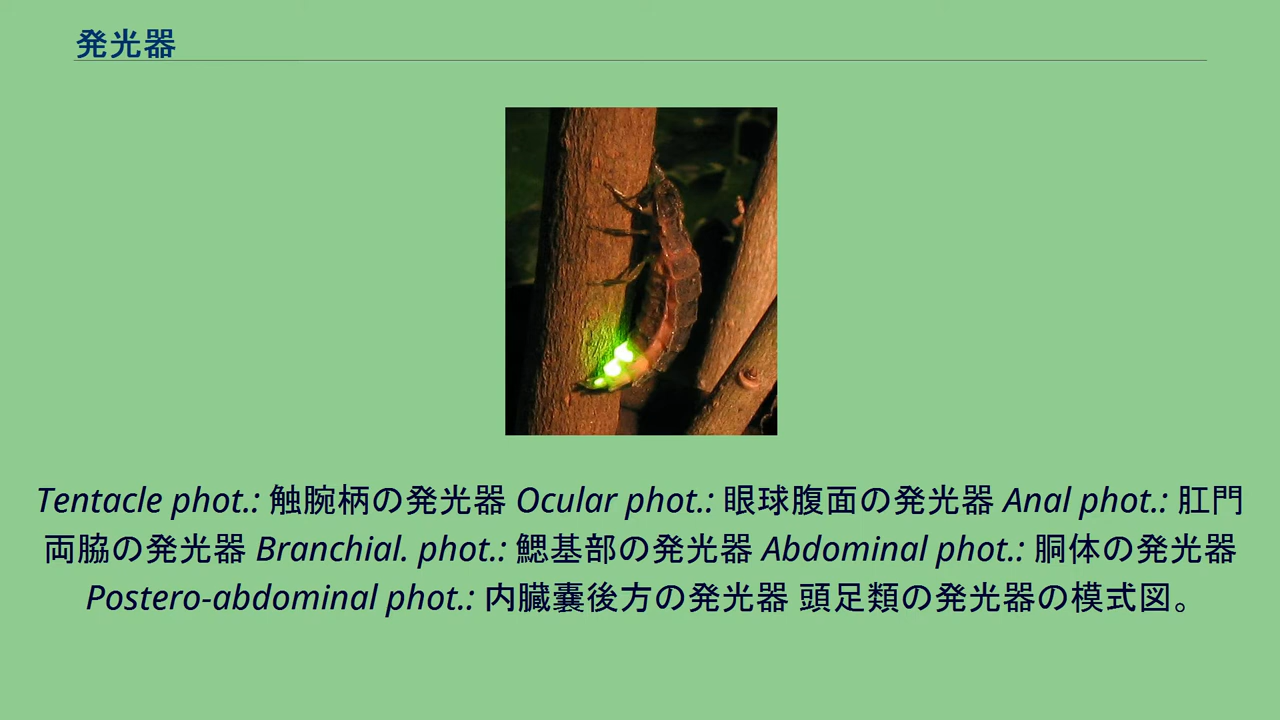 発光器
Tentacle phot.: 触腕柄の発光器 Ocular phot.: 眼球腹面の発光器 Anal phot.: 肛門
両脇の発光器 Branchial. phot.: 鰓基部の発光器 Abdominal phot.: 胴体の発光器
Postero-abdominal phot.: 内臓嚢後方の発光器 頭足類の発光器の模式図。